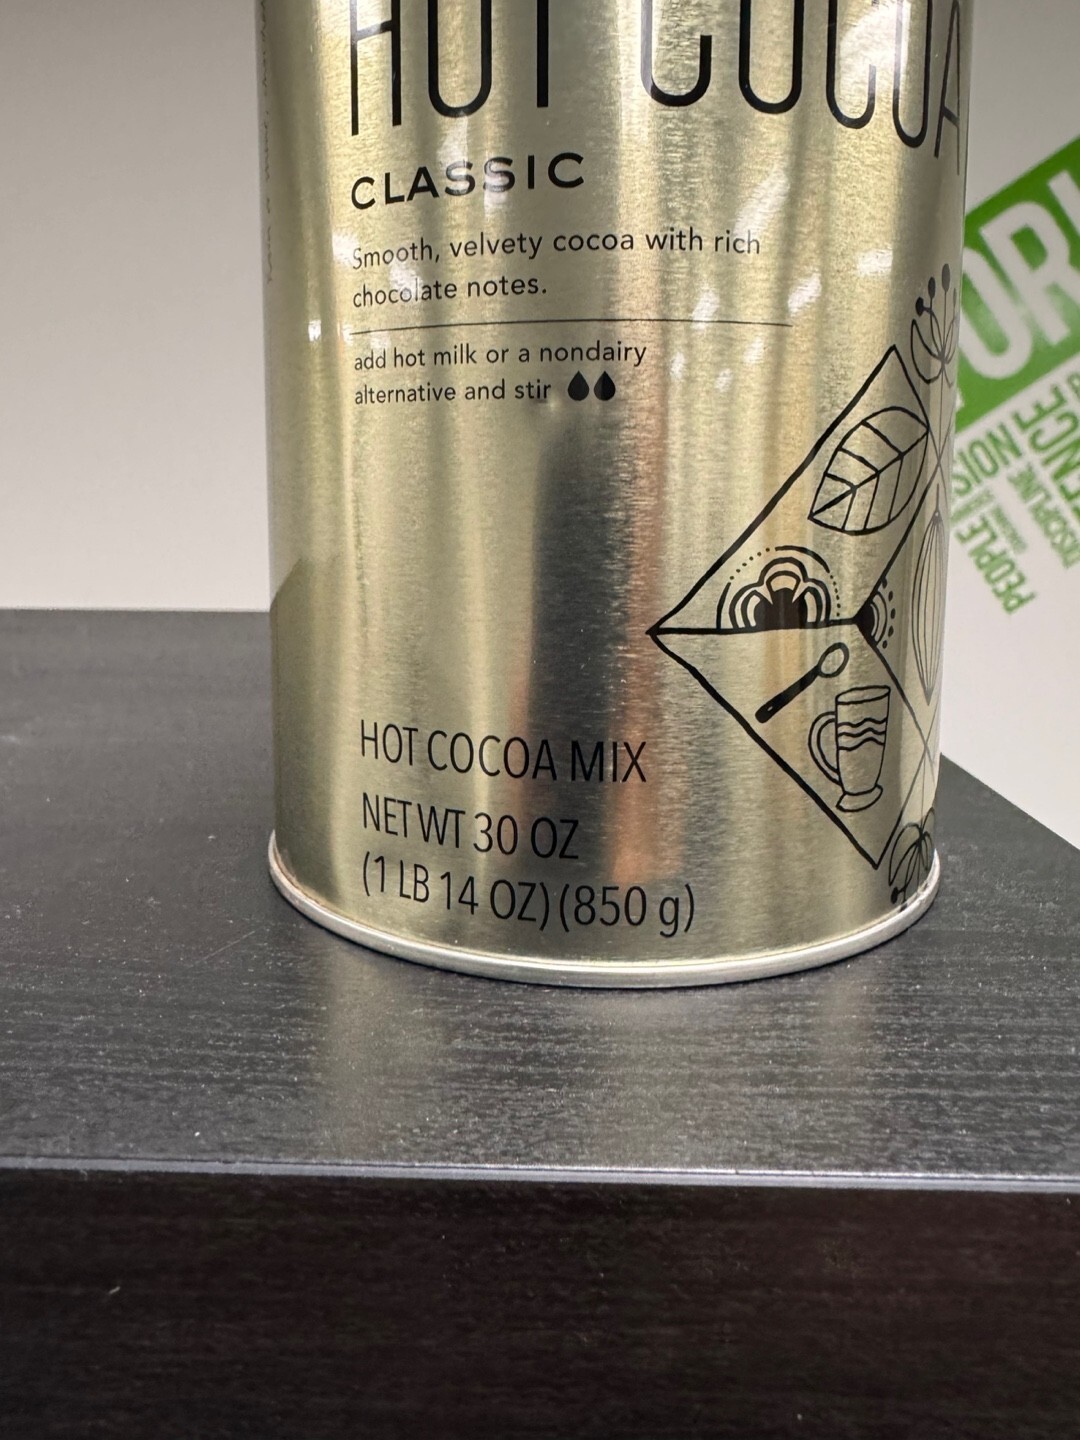 HOT COCOA
CLASSIC
Smooth, velvety cocoa with rich
chocolate notes.
add hot milk or a nondairy
alternative and stir
HOT COCOA MIX
NET WT 30 OZ
(1 LB 14 OZ) (850 g)
PEOPLE
DISCIPLINE